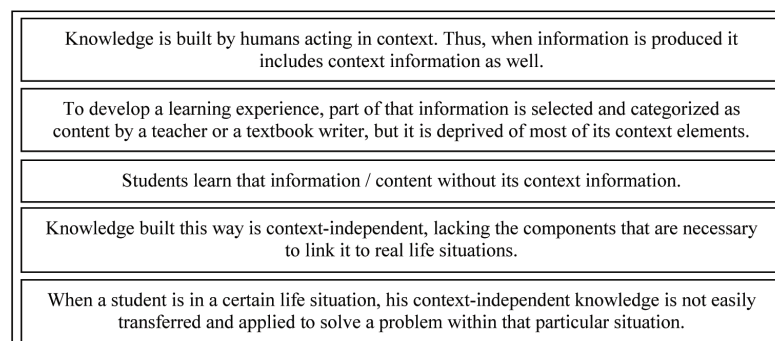 Knowledge is built by humans acting in context. Thus, when information is produced it
includes context information as well.
To develop a learning experience, part of that information is selected and categorized as
content by a teacher or a textbook writer, but it is deprived of most of its context elements.
Students learn that information / content without its context information.
Knowledge built this way is context-independent, lacking the components that are necessary
to link it to real life situations.
When a student is in a certain life situation, his context-independent knowledge is not easily
transferred and applied to solve a problem within that particular situation.